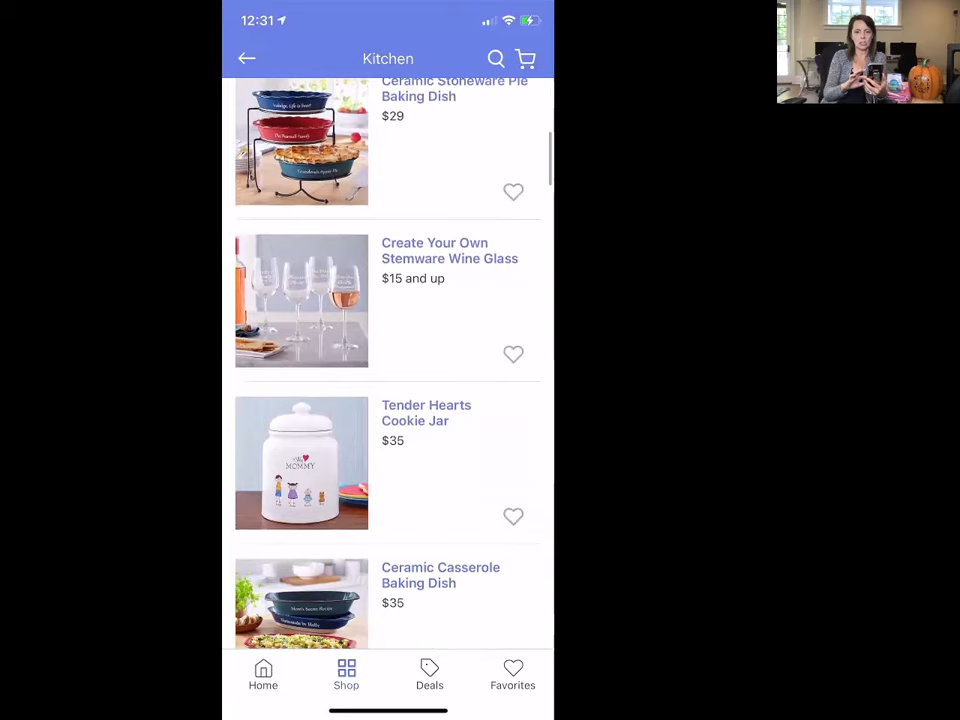 12:31
Kitchen
Ceramic Stoneware Pie
Baking Dish
$29
Create Your Own
Stemware Wine Glass
$15 and up
Tender Hearts
Cookie Jar
$35
MOMMY
Ceramic Casserole
Baking Dish
$35
Home
Shop
Deals
Favorites